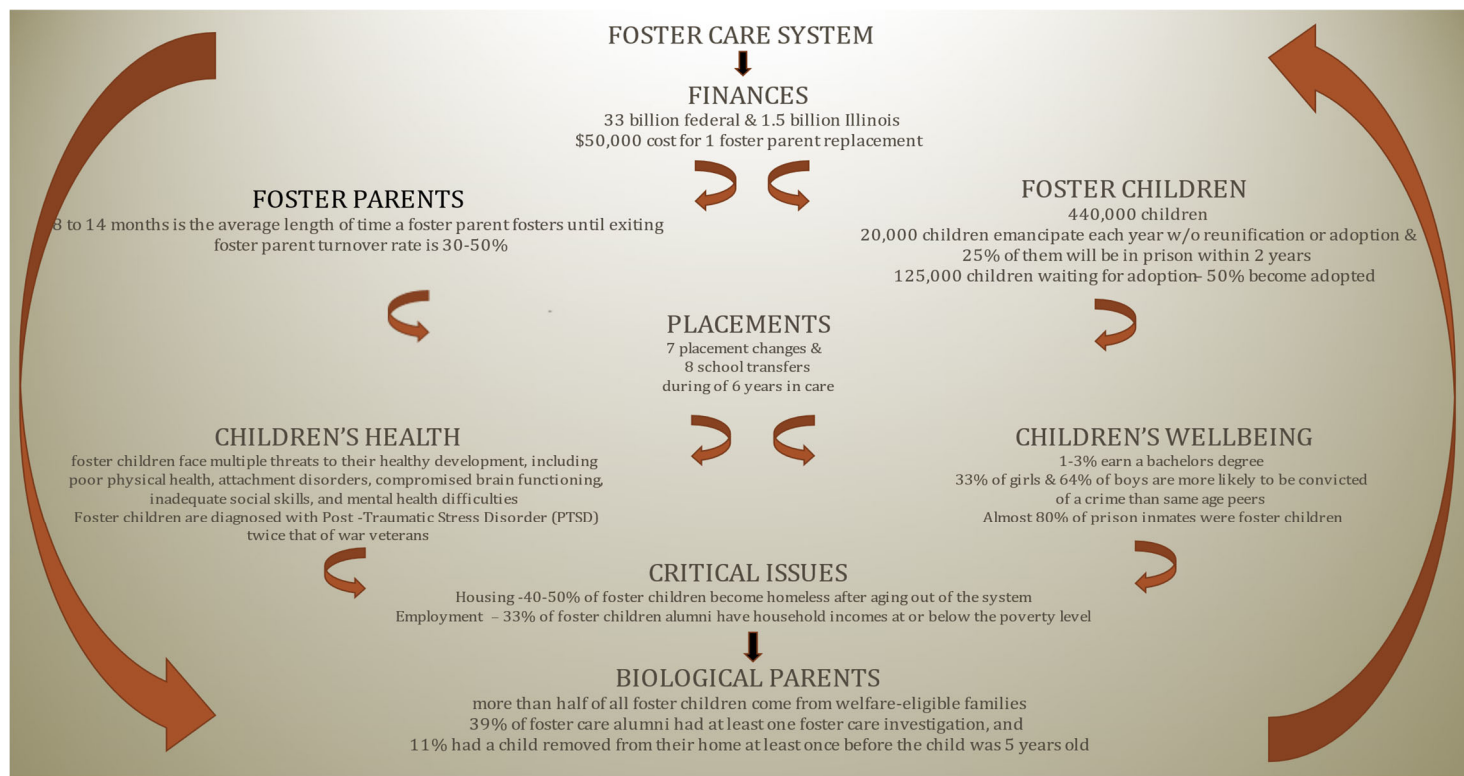 FOSTER CARE SYSTEM
FINANCES
33 billion federal & 1.5 billion Illinois
$50,000 cost for 1 foster parent replacement
FOSTER PARENTS
8 to 14 months is the average length of time a foster parent fosters until exiting
foster parent turnover rate is 30-50%
FOSTER CHILDREN
440,000 children
20,000 children emancipate each year w/o reunification or adoption &
25% of them will be in prison within 2 years
125,000 children waiting for adoption– 50% become adopted
PLACEMENTS
7 placement changes &
8 school transfers
during of 6 years in care
CHILDREN’S HEALTH
foster children face multiple threats to their healthy development, including
poor physical health, attachment disorders, compromised brain functioning,
inadequate social skills, and mental health difficulties
Foster children are diagnosed with Post -Traumatic Stress Disorder (PTSD)
twice that of war veterans
CHILDREN’S WELLBEING
1-3% earn a bachelors degree
33% of girls & 64% of boys are more likely to be convicted
of a crime than same age peers
Almost 80% of prison inmates were foster children
CRITICAL ISSUES
Housing -40-50% of foster children become homeless after aging out of the system
Employment – 33% of foster children alumni have household incomes at or below the poverty level
BIOLOGICAL PARENTS
more than half of all foster children come from welfare-eligible families
39% of foster care alumni had at least one foster care investigation, and
11% had a child removed from their home at least once before the child was 5 years old